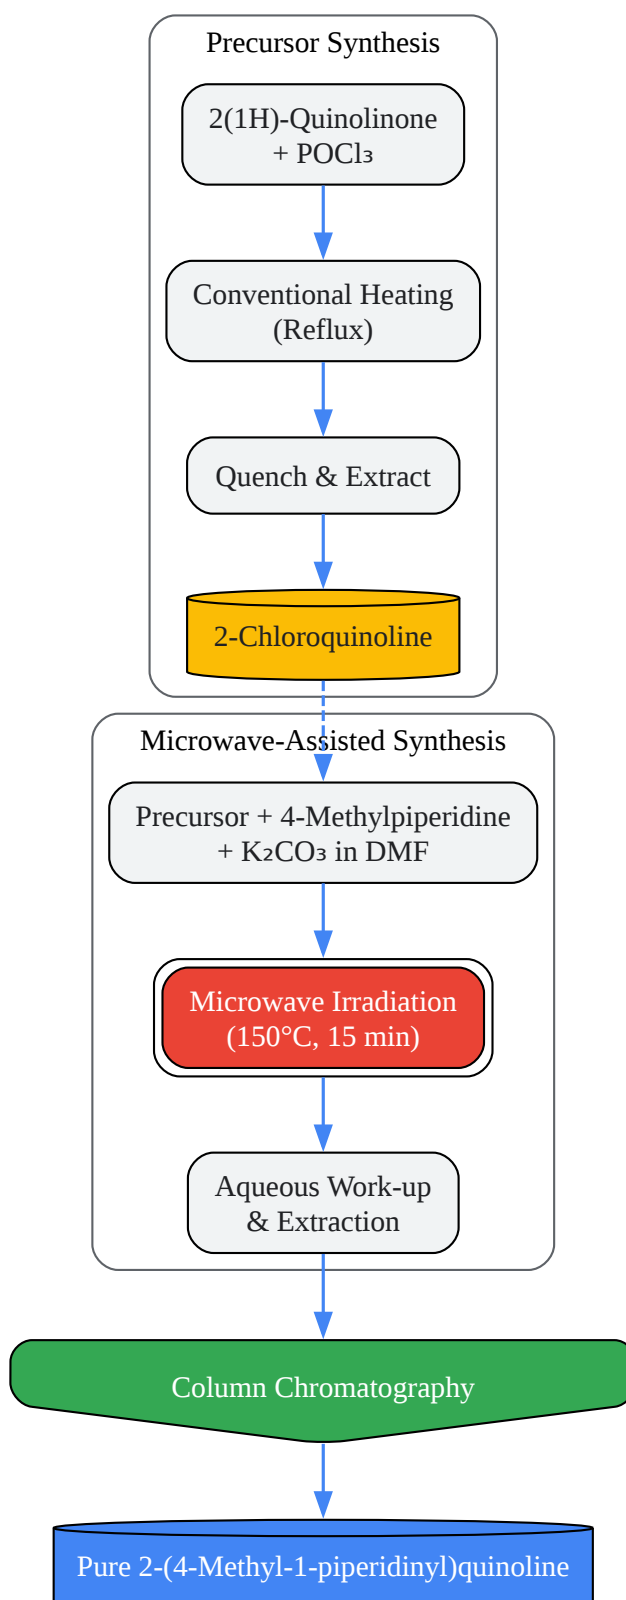 Precursor Synthesis
2(1H)-Quinolinone
+ POCl₃
Conventional Heating
(Reflux)
Quench & Extract
2-Chloroquinoline
Microwave-Assisted Synthesis
Precursor + 4-Methylpiperidine
+ K₂CO₃ in DMF
Microwave Irradiation
(150°C, 15 min)
Aqueous Work-up
& Extraction
Column Chromatography
Pure 2-(4-Methyl-1-piperidinyl)quinoline